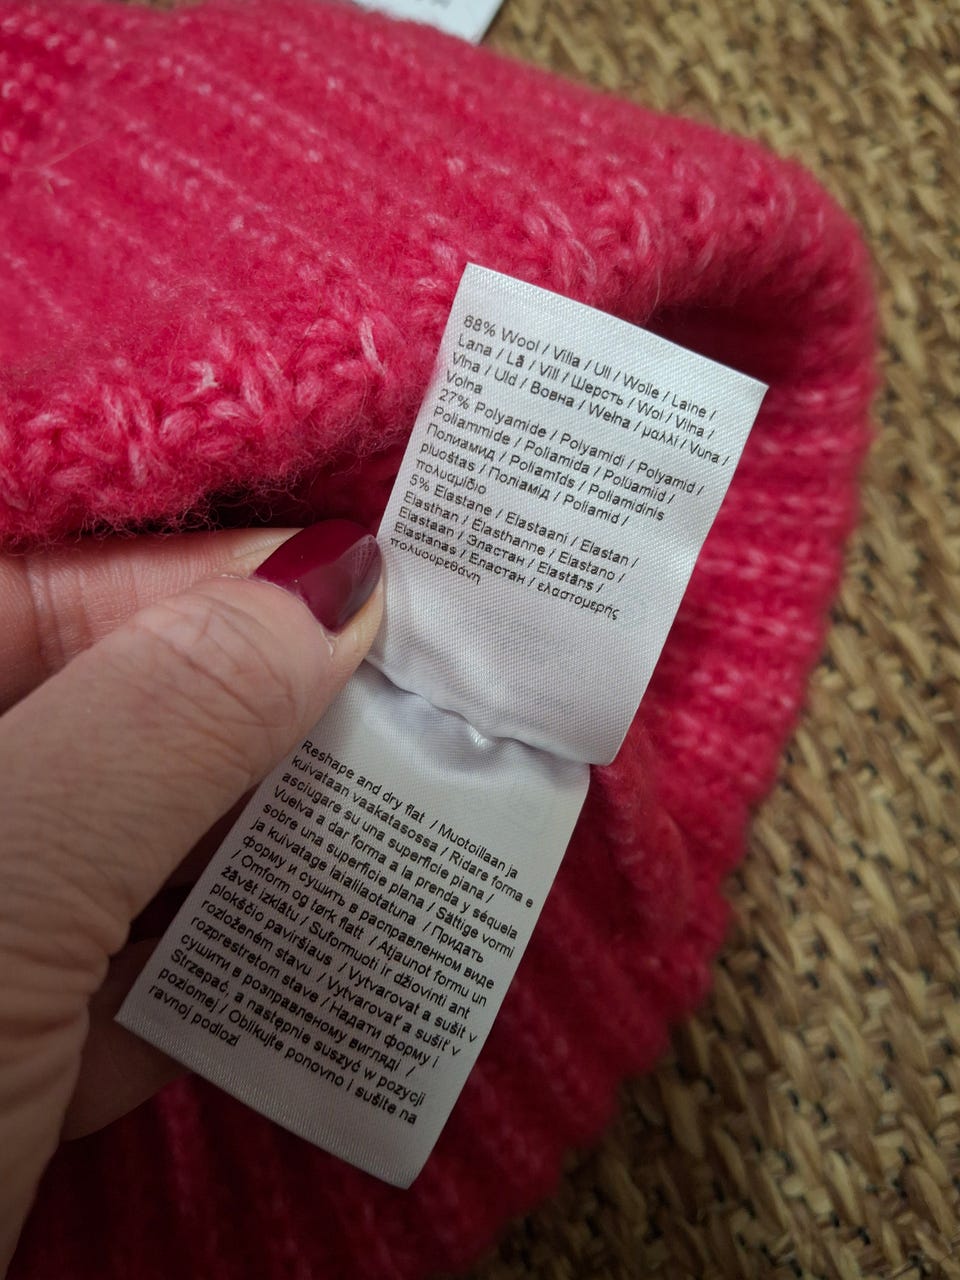 68% Wool / Villa / Ull / Wolle / Laine /
Lana / Lã / Vill / Шерсть / Wol / Vilna /
Vlna / Uld / Вовна / Wełna / μαλλί / Vuna /
Volna
27% Polyamide / Polyamidi / Polyamid /
Poliammide / Poliamida / Polüamiid /
Полиамид / Poliamīds / Poliamidinis
pluoštas / Поліамід / Poliamid /
πολυαμίδιο
5% Elastane / Elastaani / Elastan /
Elasthan / Élasthanne / Elastano /
Elastaan / Эластан / Elastāns /
Elastanas / Еластан / ελαστομερής
πολυουρεθάνη
Reshape and dry flat / Muotoillaan ja
kuivataan vaakatasossa / Ridare forma e
asciugare su una superficie piana /
Vuelva a dar forma a la prenda y séquela
sobre una superficie plana / Sättige vormi
ja kuivatage laialilaotatuna / Придать
форму и сушить в расправленном виде
/ Omform og tørk flatt / Atjaunot formu un
žāvēt izklātu / Suformuoti ir džiovinti ant
plokščio paviršiaus / Vytvarovat a sušit v
rozloženém stavu / Vytvarovať a sušiť v
rozprestretom stave / Надати форму і
сушити в розправленому вигляді /
Strzepać, a następnie suszyć w pozycji
poziomej / Oblikujte ponovno i sušite na
ravnoj podlozi